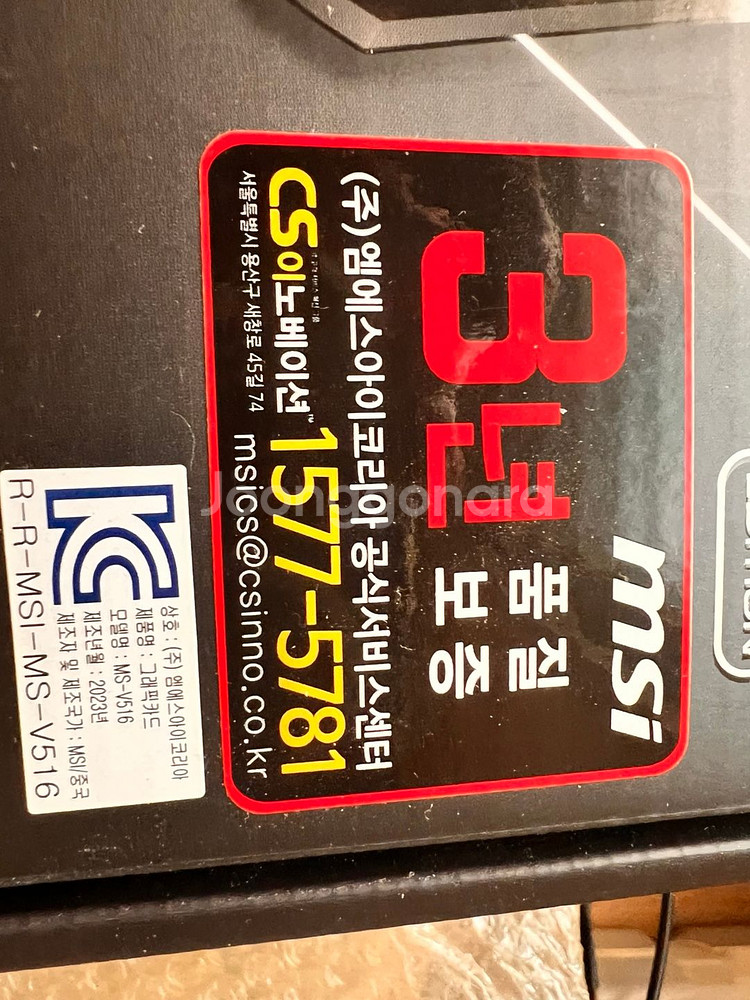 msi
3년 품질
보증
(주)엠에스아이코리아 공식서비스센터
CS이노베이션™ 1577-5781
서울특별시 용산구 새창로 45길 74 msics@csinno.co.kr
상호 : (주) 엠에스아이코리아
제품명 : 그래픽카드
모델명 : MS-V516
제조년월 : 2023년
제조자 및 제조국가 : MSI/중국
R-R-MSI-MS-V516
Joonggonara